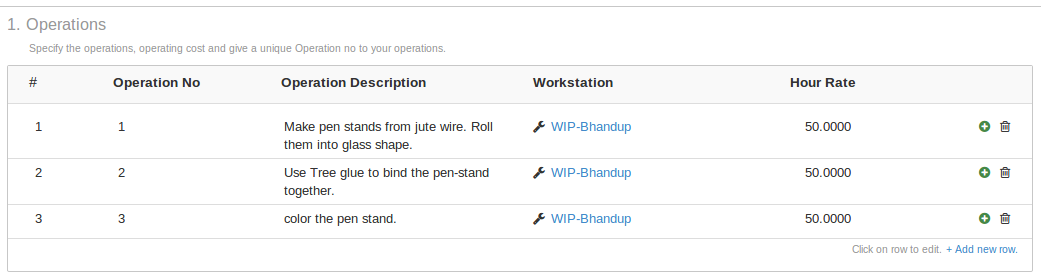 1. Operations
Specify the operations, operating cost and give a unique Operation no to your operations.
# Operation No Operation Description Workstation Hour Rate
1 1 Make pen stands from jute wire. Roll WIP-Bhandup 50.0000
them into glass shape.
2 2 Use Tree glue to bind the pen-stand WIP-Bhandup 50.0000
together.
3 3 color the pen stand. WIP-Bhandup 50.0000
Click on row to edit. + Add new row.